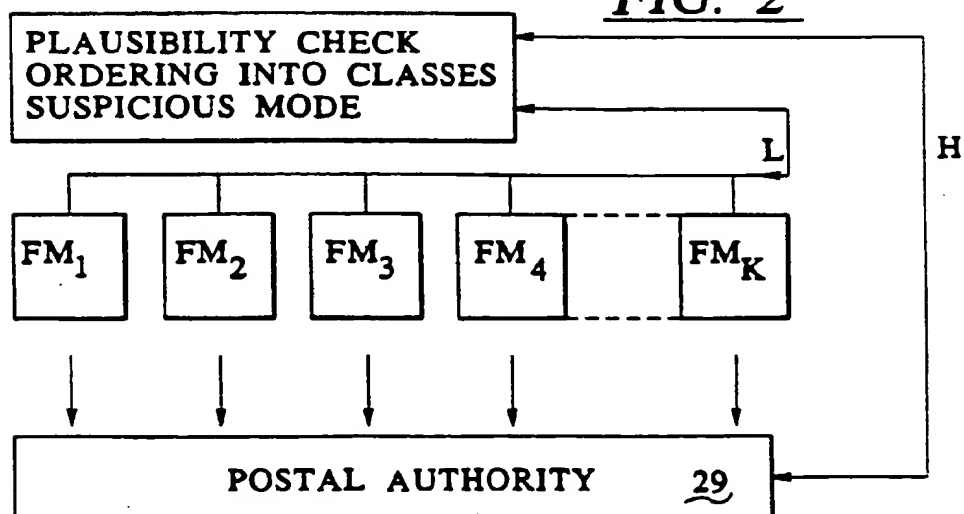 FIG. 2
PLAUSIBILITY CHECK
ORDERING INTO CLASSES
SUSPICIOUS MODE
L
H
FM1 FM2 FM3 FM4 FMK
POSTAL AUTHORITY 29